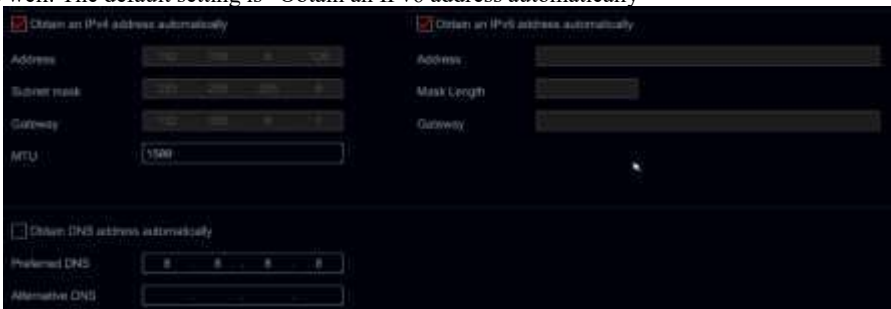 well. The default setting is "Obtain an IPv6 address automatically"
Obtain an IPv4 address automatically
Obtain an IPv6 address automatically
Address
Address
Subnet mask
Mask Length
Gateway
Gateway
MTU 1500
Obtain DNS address automatically
Preferred DNS 8 . 8 . 8 . 8
Alternative DNS